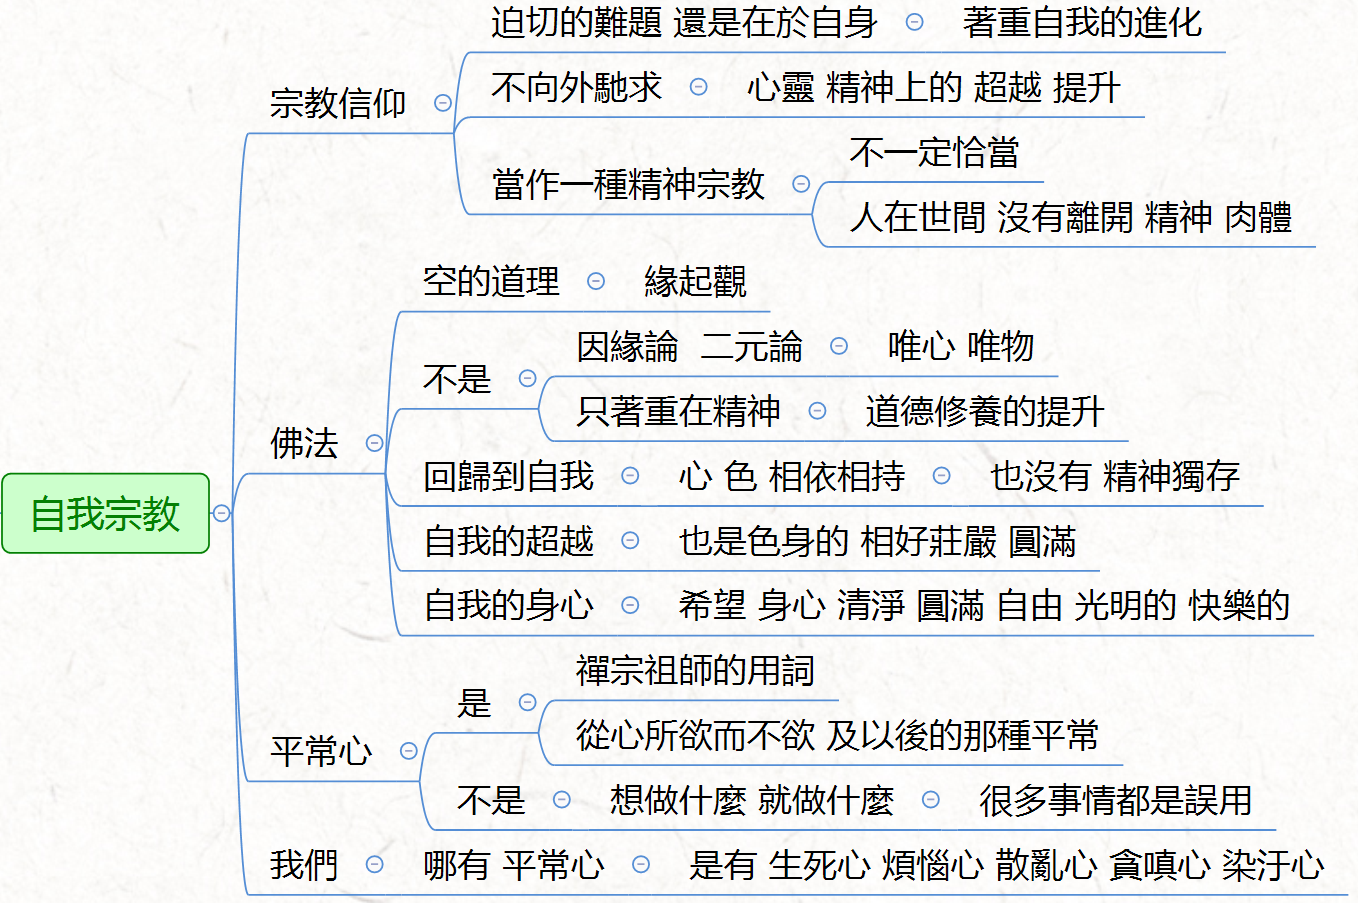 自我宗教
宗教信仰
迫切的難題 還是在於自身
著重自我的進化
不向外馳求
心靈 精神上的 超越 提升
當作一種精神宗教
不一定恰當
人在世間 沒有離開 精神 肉體
佛法
空的道理
緣起觀
不是
因緣論 二元論
唯心 唯物
只著重在精神
道德修養的提升
回歸到自我
心 色 相依相持
也沒有 精神獨存
自我的超越
也是色身的 相好莊嚴 圓滿
自我的身心
希望 身心 清淨 圓滿 自由 光明的 快樂的
平常心
是
禪宗祖師的用詞
從心所欲而不欲 及以後的那種平常
不是
想做什麼 就做什麼
很多事情都是誤用
我們
哪有 平常心
是有 生死心 煩惱心 散亂心 貪嗔心 染汙心